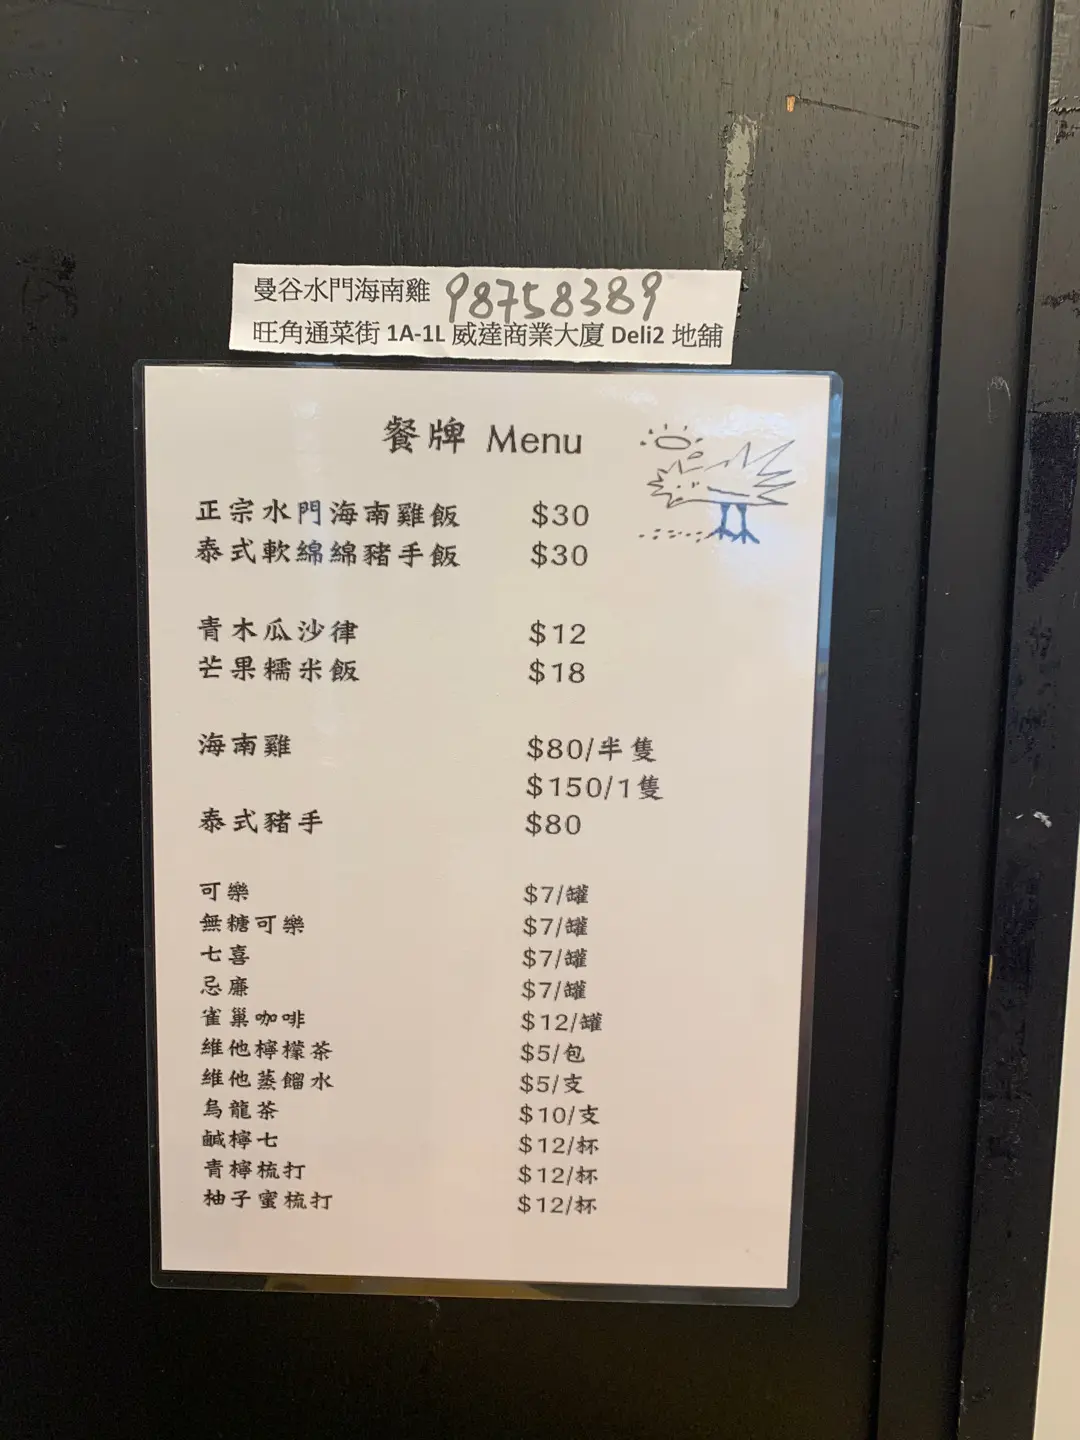 曼谷水門海南雞 98758389
旺角通菜街 1A-1L 威達商業大廈 Deli2 地舖
餐牌 Menu
正宗水門海南雞飯 $30
泰式軟綿綿豬手飯 $30
青木瓜沙律 $12
芒果糯米飯 $18
海南雞 $80/半隻
$150/1隻
泰式豬手 $80
可樂 $7/罐
無糖可樂 $7/罐
七喜 $7/罐
忌廉 $7/罐
雀巢咖啡 $12/罐
維他檸檬茶 $5/包
維他蒸餾水 $5/支
烏龍茶 $10/支
鹹檸七 $12/杯
青檸梳打 $12/杯
柚子蜜梳打 $12/杯